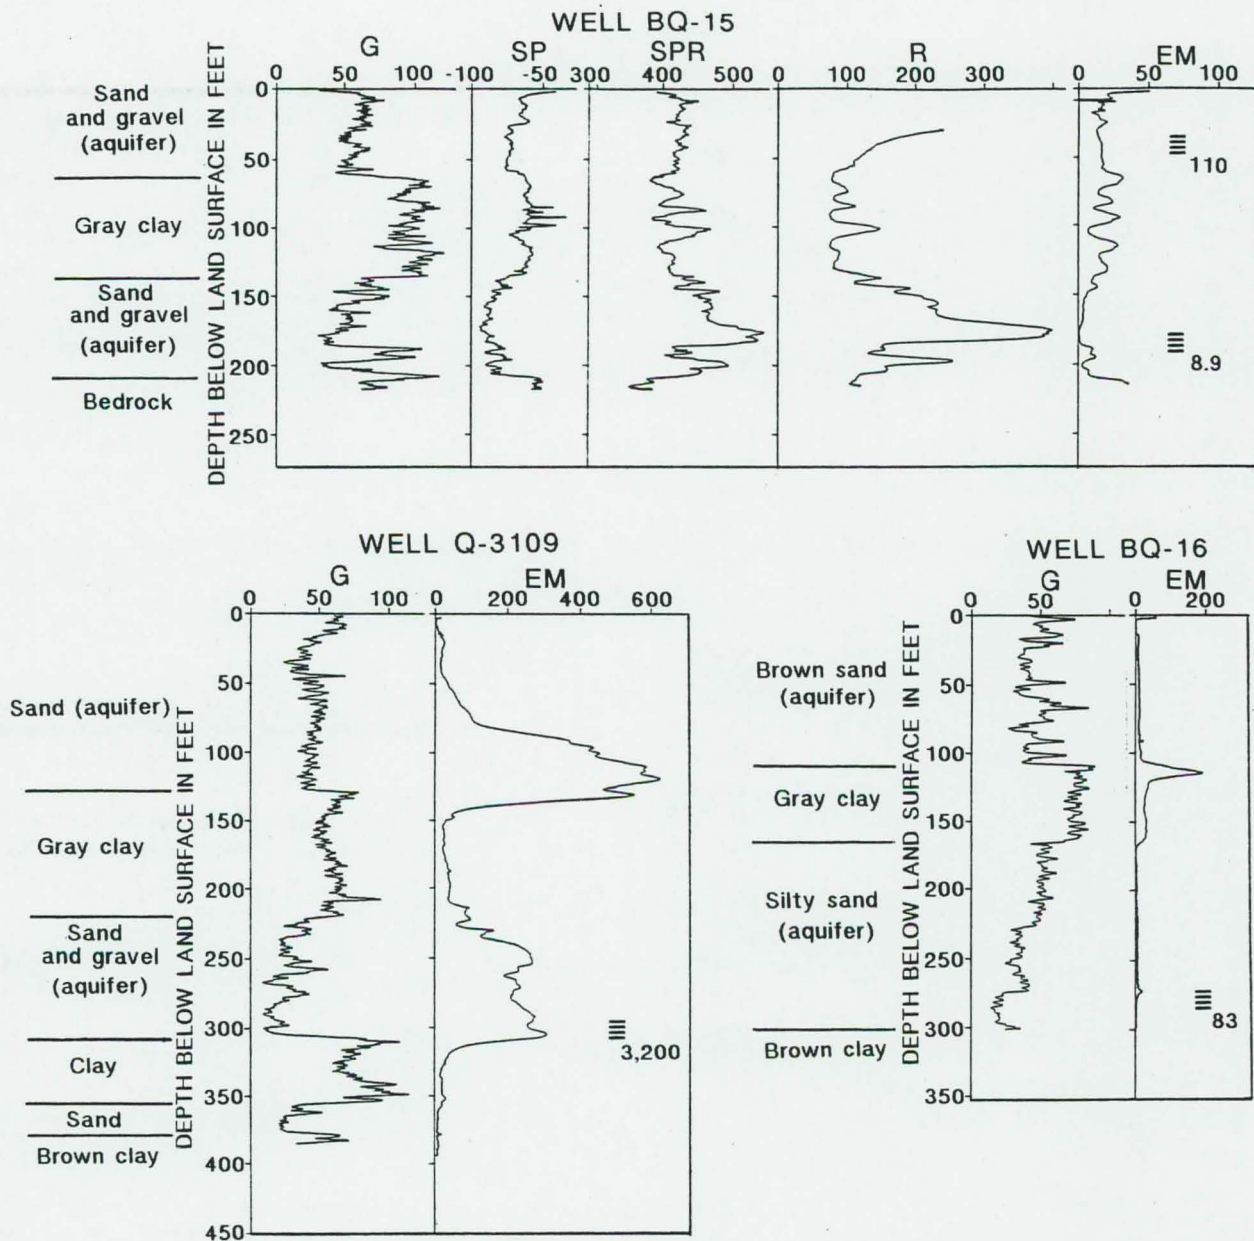 WELL BQ-15
G SP SPR R EM
0 50 100 -100 -50 300 400 500 0 100 200 300 0 50 100
DEPTH BELOW LAND SURFACE IN FEET
0
50
100
150
200
250
Sand
and gravel
(aquifer)
Gray clay
Sand
and gravel
(aquifer)
Bedrock
110
8.9
WELL Q-3109
G EM
0 50 100 0 200 400 600
DEPTH BELOW LAND SURFACE IN FEET
0
50
100
150
200
250
300
350
400
450
Sand (aquifer)
Gray clay
Sand
and gravel
(aquifer)
Clay
Sand
Brown clay
3,200
WELL BQ-16
G EM
0 50 0 200
DEPTH BELOW LAND SURFACE IN FEET
0
50
100
150
200
250
300
350
Brown sand
(aquifer)
Gray clay
Silty sand
(aquifer)
Brown clay
83